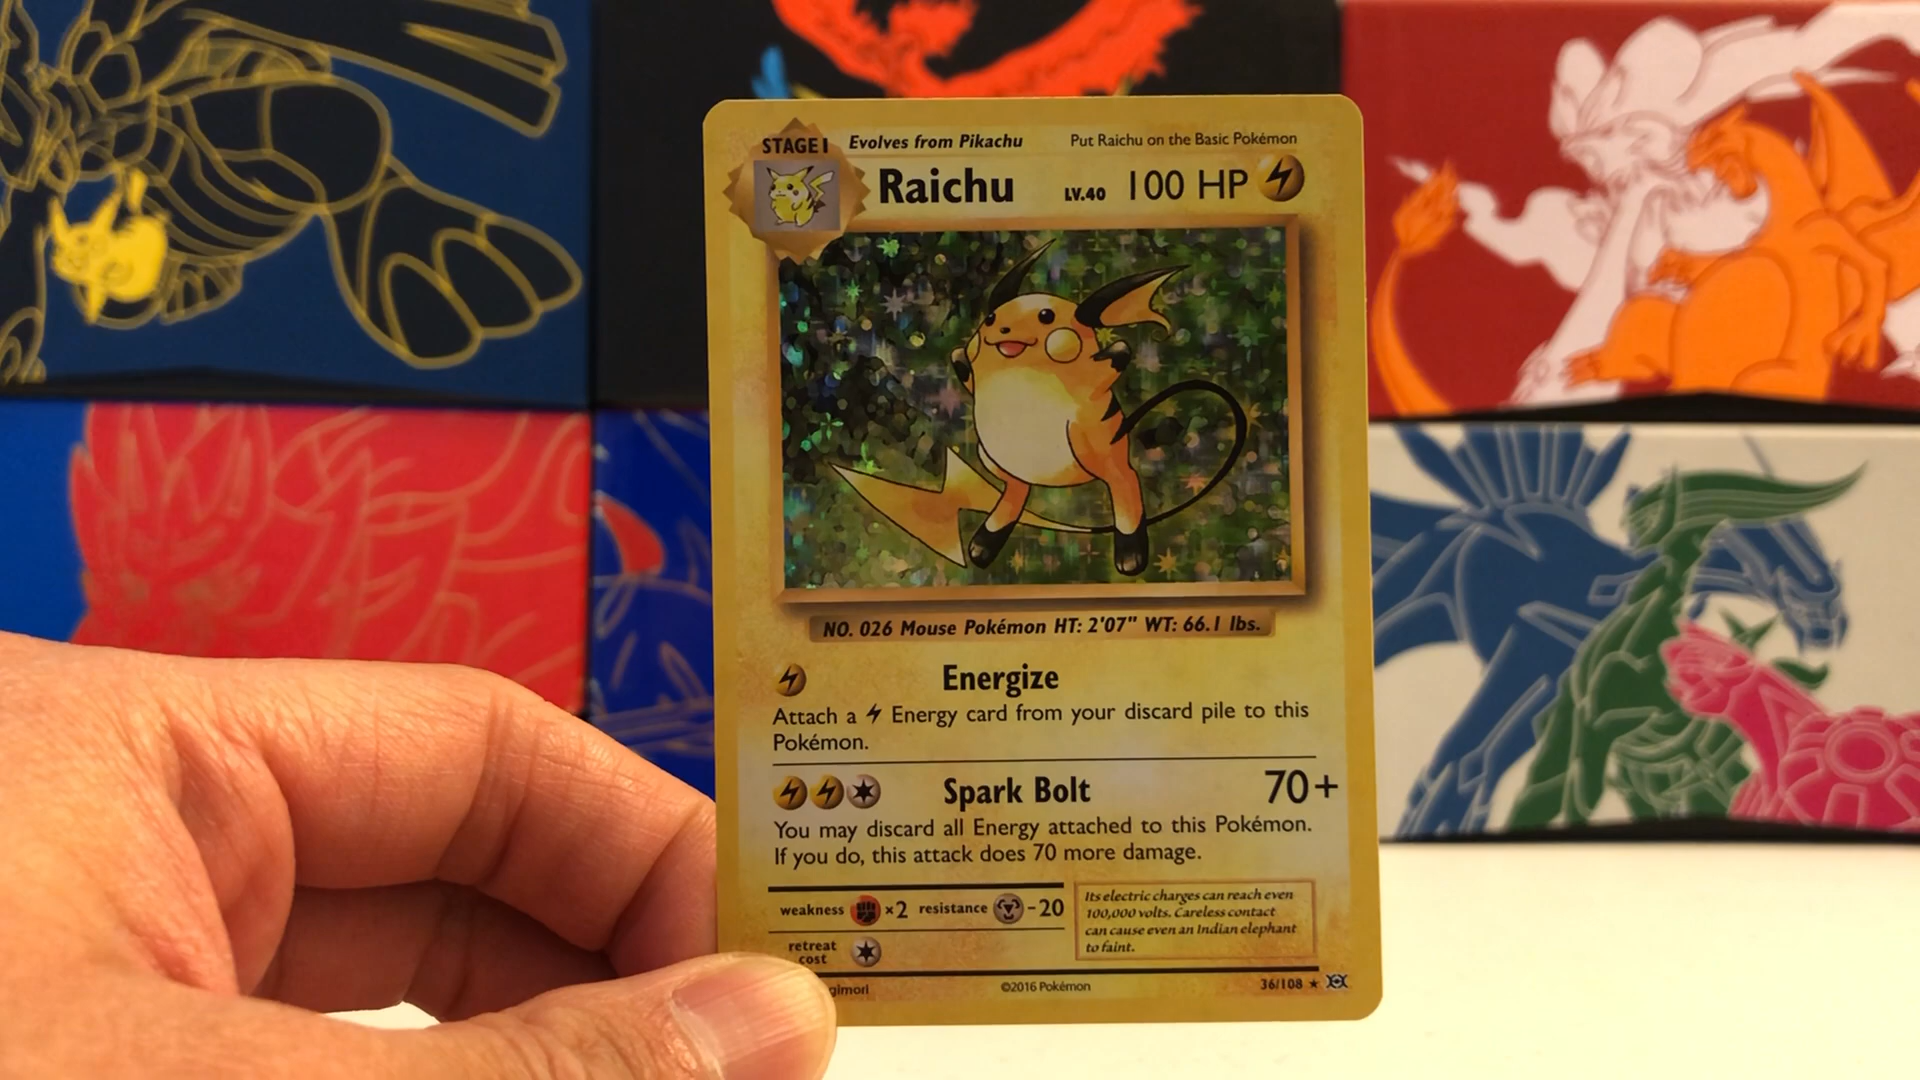 STAGE 1 Evolves from Pikachu Put Raichu on the Basic Pokémon
Raichu LV.40 100 HP
NO. 026 Mouse Pokémon HT: 2'07" WT: 66.1 lbs.
Energize
Attach a Energy card from your discard pile to this
Pokémon.
Spark Bolt 70+
You may discard all Energy attached to this Pokémon.
If you do, this attack does 70 more damage.
weakness ×2 resistance -20
retreat
cost
Its electric charges can reach even
100,000 volts. Careless contact
can cause even an Indian elephant
to faint.
gimori ©2016 Pokémon 36/108